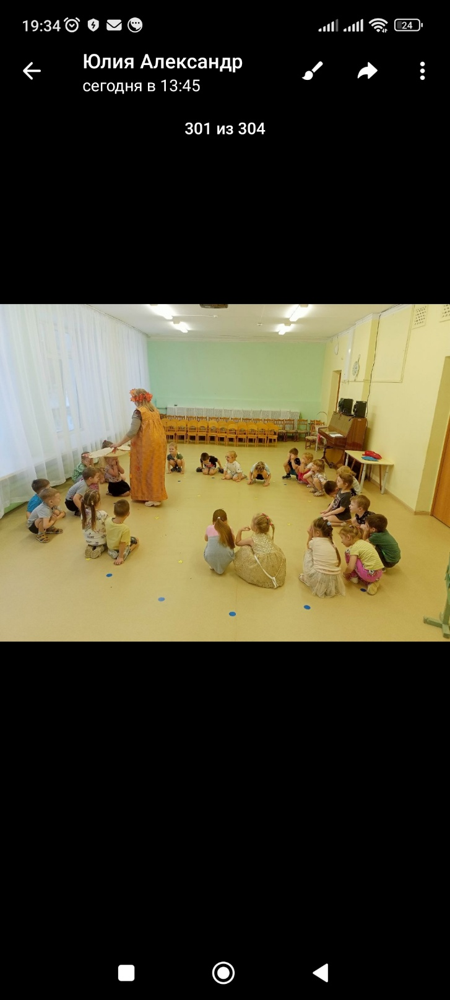 19:34
24
Юлия Александр
сегодня в 13:45
301 из 304